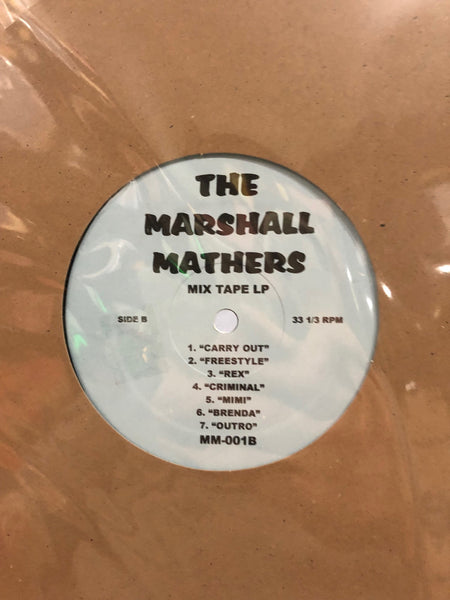 THE
MARSHALL
MATHERS
MIX TAPE LP
SIDE B 33 1/3 RPM
1. "CARRY OUT"
2. "FREESTYLE"
3. "REX"
4. "CRIMINAL"
5. "MIMI"
6. "BRENDA"
7. "OUTRO"
MM-001B